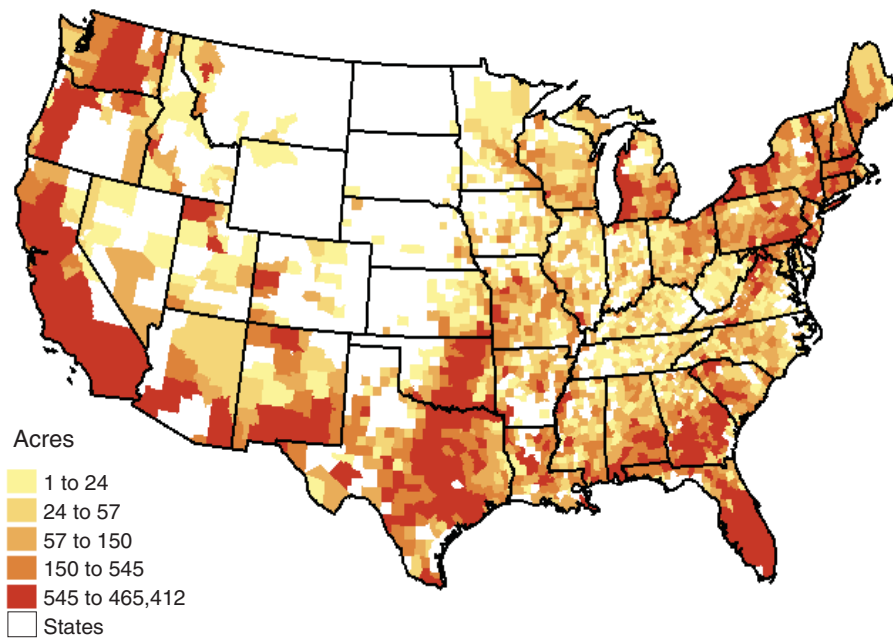 Acres
1 to 24
24 to 57
57 to 150
150 to 545
545 to 465,412
States